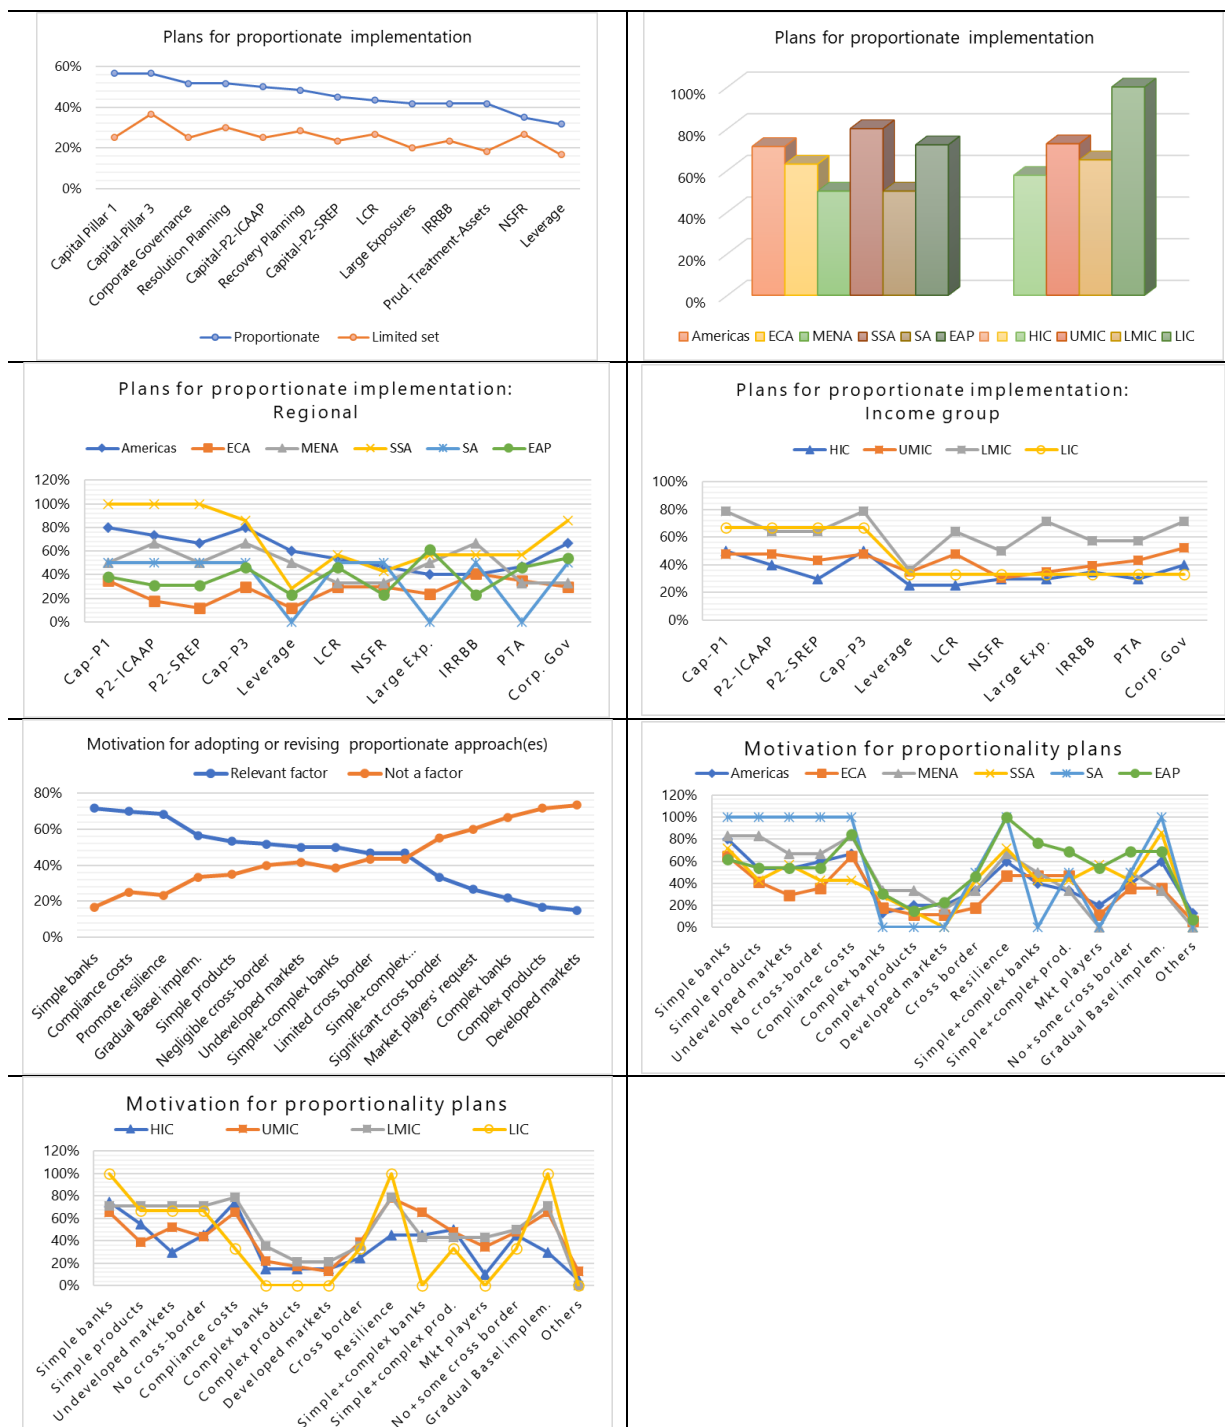 Plans for proportionate implementation
60%
40%
20%
0%
Capital Pillar 1
Capital-Pillar 3
Corporate Governance
Resolution Planning
Capital-P2-ICAAP
Recovery Planning
Capital-P2-SREP
LCR
Large Exposures
IRRBB
Prud. Treatment-Assets
NSFR
Leverage
Proportionate Limited set
Plans for proportionate implementation
100%
80%
60%
40%
20%
0%
Americas ECA MENA SSA SA EAP HIC UMIC LMIC LIC
Plans for proportionate implementation:
Regional
Americas ECA MENA SSA SA EAP
120%
100%
80%
60%
40%
20%
0%
Cap-P1
P2-ICAAP
P2-SREP
Cap-P3
Leverage
LCR
NSFR
Large Exp.
IRRBB
PTA
Corp. Gov
Plans for proportionate implementation:
Income group
HIC UMIC LMIC LIC
100%
80%
60%
40%
20%
0%
Cap-P1
P2-ICAAP
P2-SREP
Cap-P3
Leverage
LCR
NSFR
Large Exp.
IRRBB
PTA
Corp. Gov
Motivation for adopting or revising proportionate approach(es)
Relevant factor Not a factor
80%
60%
40%
20%
0%
Simple banks
Compliance costs
Promote resilience
Gradual Basel implem.
Simple products
Negligible cross-border
Undeveloped markets
Simple+complex banks
Limited cross border
Simple+complex...
Significant cross border
Market players' request
Complex banks
Complex products
Developed markets
Motivation for proportionality plans
Americas ECA MENA SSA SA EAP
120%
100%
80%
60%
40%
20%
0%
Simple banks
Simple products
Undeveloped markets
No cross-border
Compliance costs
Complex banks
Complex products
Developed markets
Cross border
Resilience
Simple+complex banks
Simple+complex prod.
Mkt players
No+some cross border
Gradual Basel implem.
Others
Motivation for proportionality plans
HIC UMIC LMIC LIC
120%
100%
80%
60%
40%
20%
0%
Simple banks
Simple products
Undeveloped markets
No cross-border
Compliance costs
Complex banks
Complex products
Developed markets
Cross border
Resilience
Simple+complex banks
Simple+complex prod.
Mkt players
No+some cross border
Gradual Basel implem.
Others